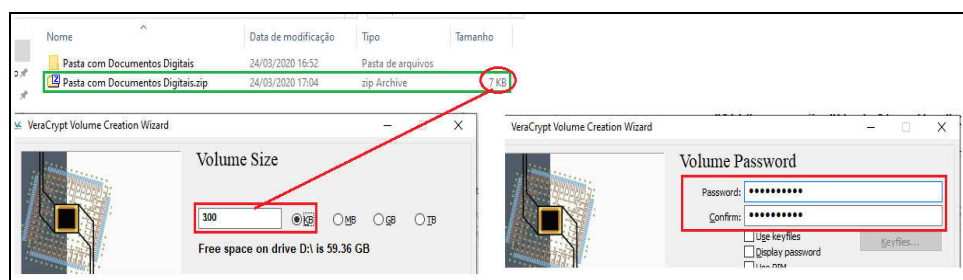 Nome Data de modificação Tipo Tamanho
Pasta com Documentos Digitais 24/03/2020 16:52 Pasta de arquivos
Pasta com Documentos Digitais.zip 24/03/2020 17:04 zip Archive 7 KB
VeraCrypt Volume Creation Wizard
Volume Size
300 KB MB GB TB
Free space on drive D:\ is 59.36 GB
VeraCrypt Volume Creation Wizard
Volume Password
Password: ••••••••••
Confirm: ••••••••••
Use keyfiles Keyfiles...
Display password
Use PIM